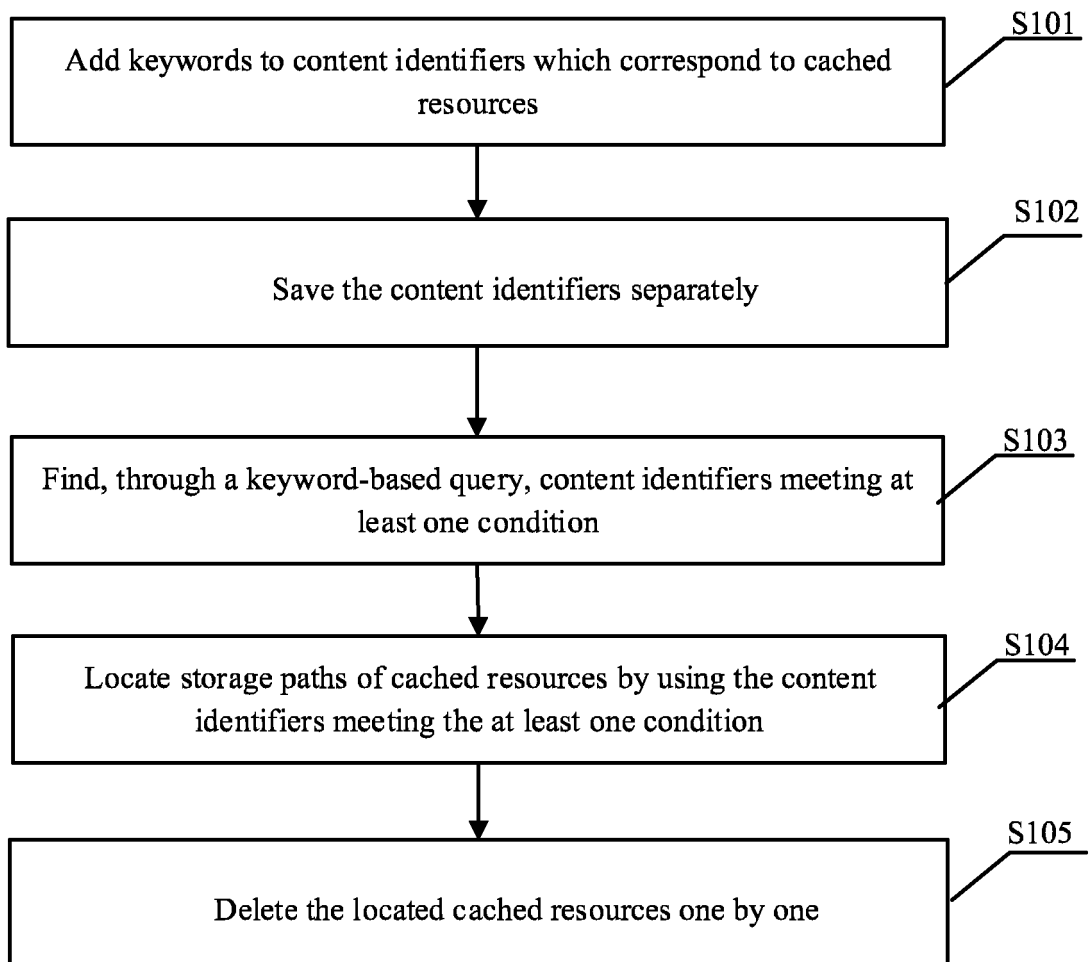 S101
Add keywords to content identifiers which correspond to cached
resources
S102
Save the content identifiers separately
S103
Find, through a keyword-based query, content identifiers meeting at
least one condition
S104
Locate storage paths of cached resources by using the content
identifiers meeting the at least one condition
S105
Delete the located cached resources one by one